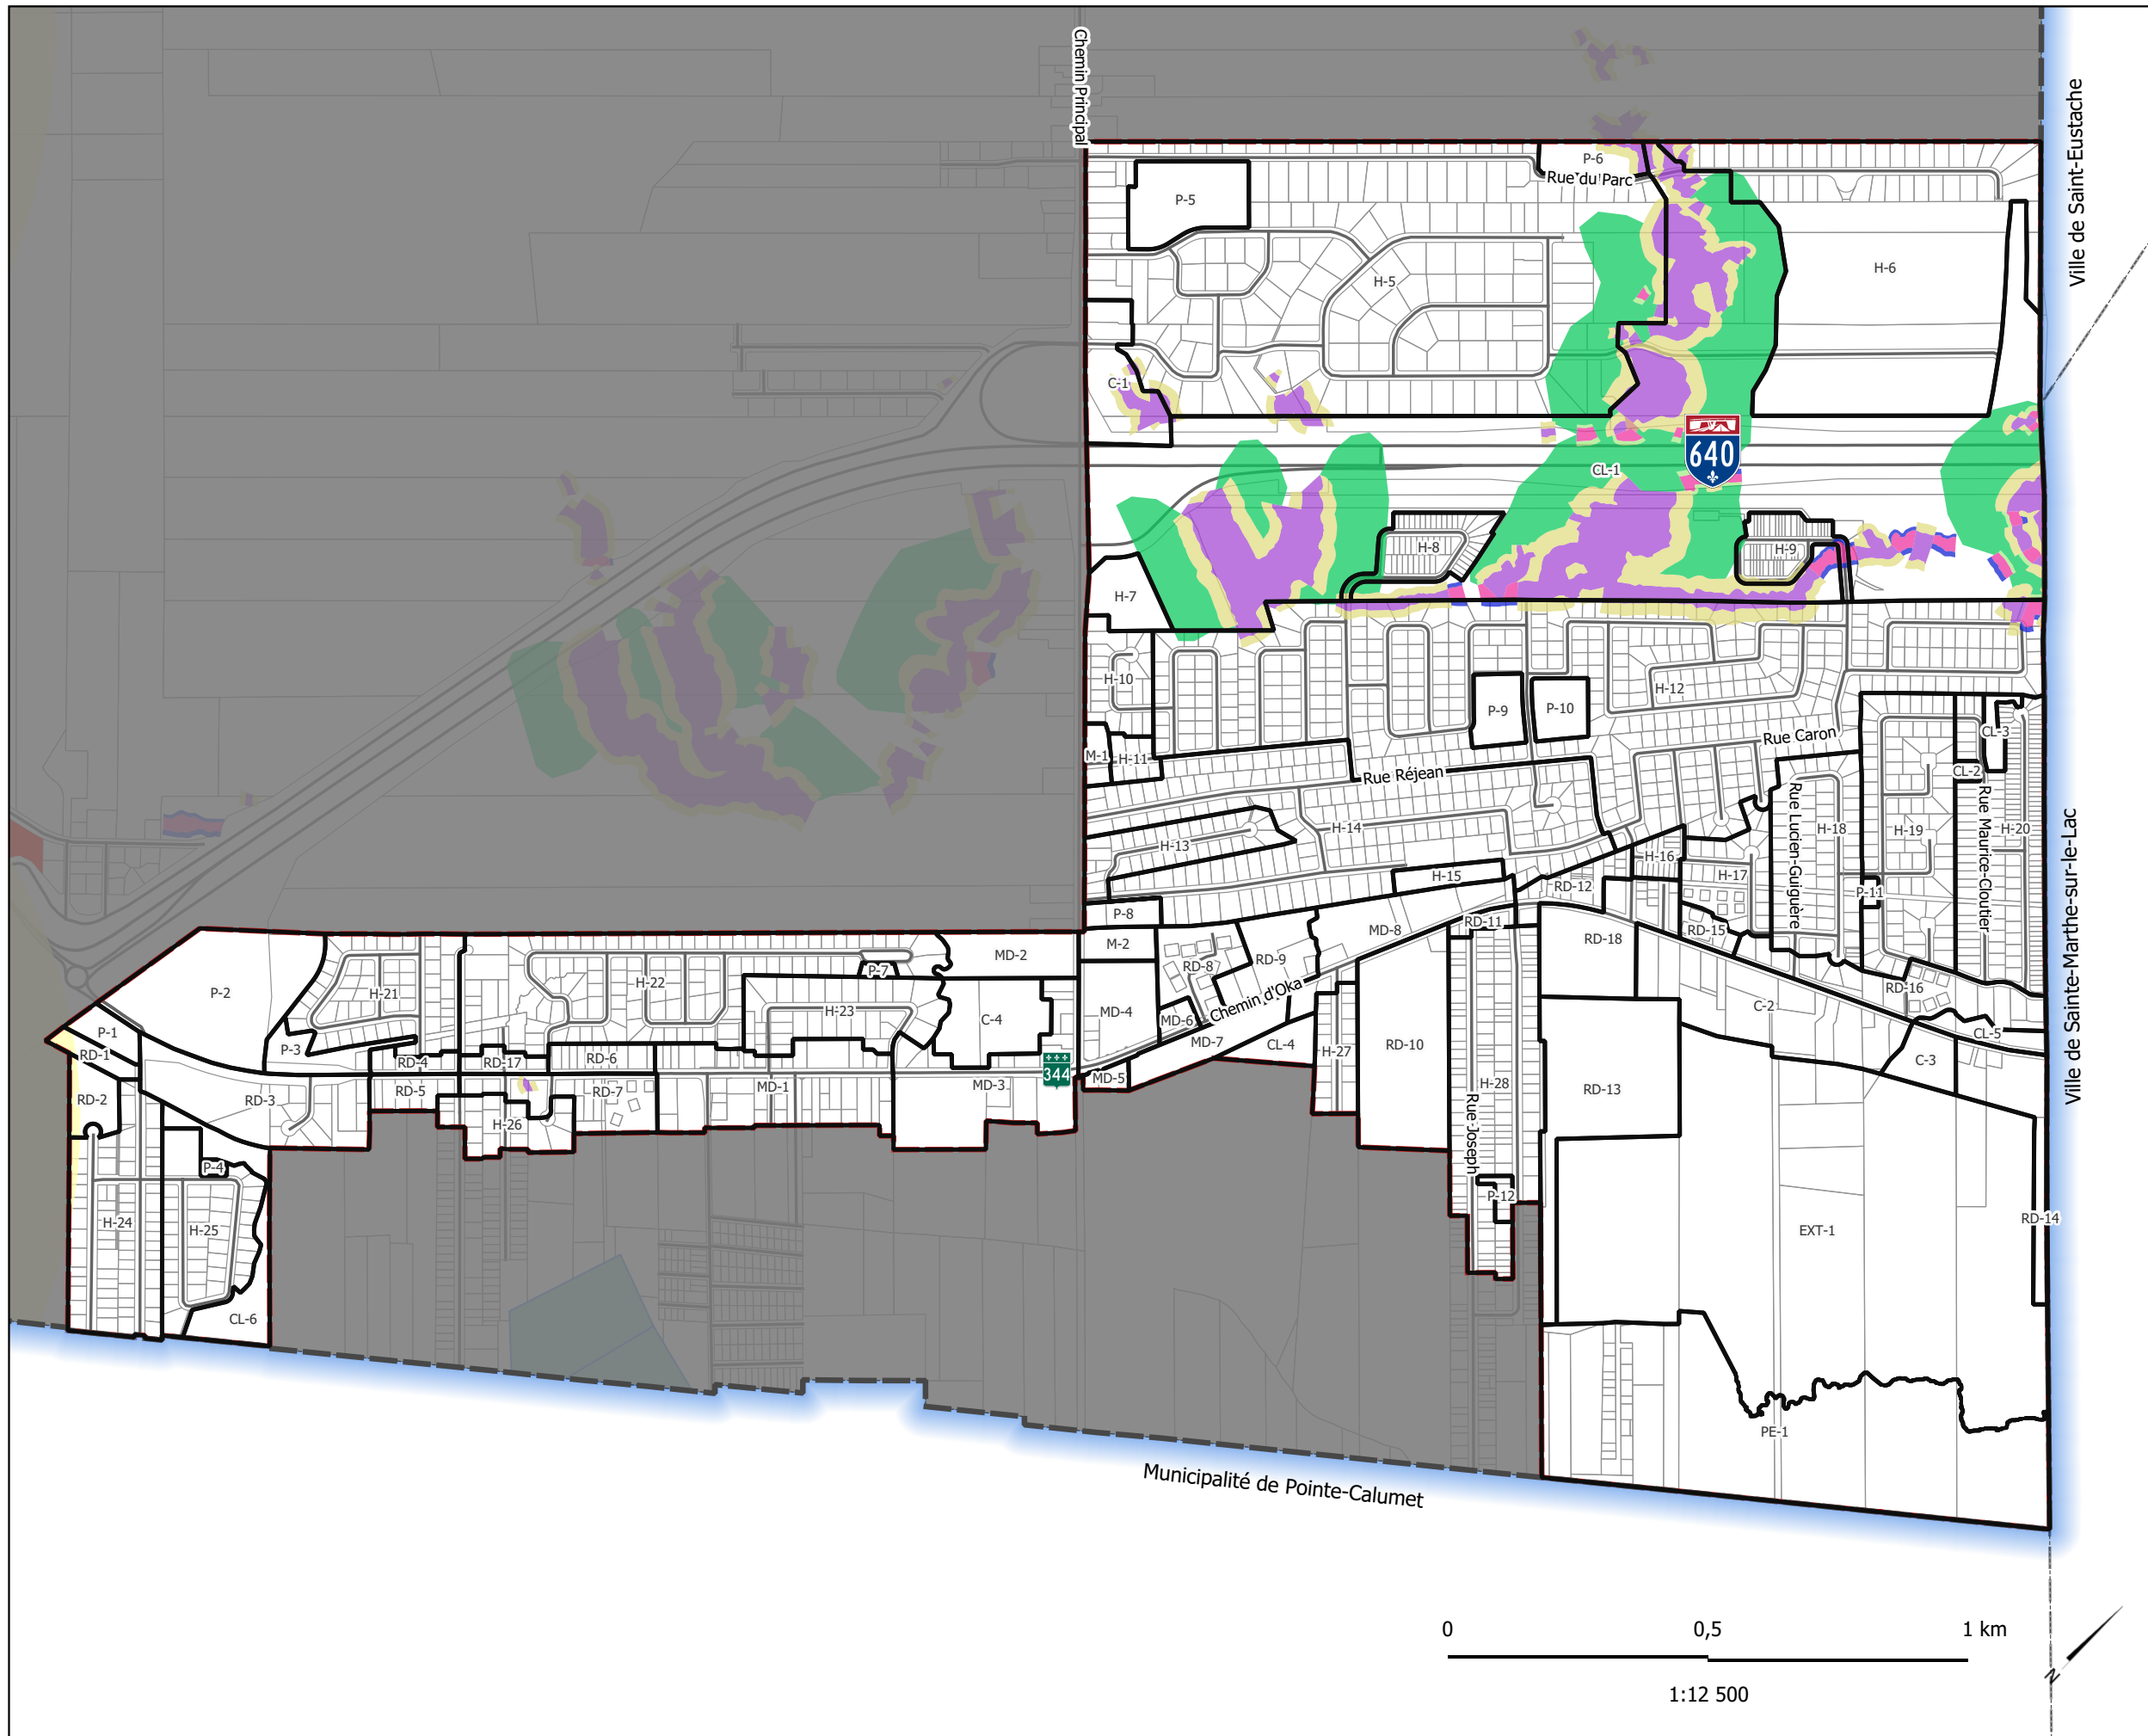 Chemin Principal
Ville de Saint-Eustache
P-6
Rue du Parc
P-5
H-6
H-5
C-1
640
CL-1
H-8
H-9
H-7
H-10
H-12
P-9
P-10
Rue Caron
CL-3
M-1
H-11
CL-2
Rue Réjean
Rue Lucien-Guiguère
Rue Maurice-Cloutier
Ville de Sainte-Marthe-sur-le-Lac
H-14
H-18
H-19
H-20
H-13
H-16
H-15
H-17
RD-12
P-11
P-8
RD-11
MD-8
RD-15
M-2
RD-18
MD-2
RD-9
RD-8
P-7
H-22
RD-16
P-2
H-21
Chemin d'Oka
C-2
H-23
MD-4
C-4
MD-6
P-1
CL-5
MD-7
CL-4
RD-10
P-3
H-27
RD-1
RD-6
C-3
RD-4
RD-17
344
MD-5
H-28
MD-3
MD-1
RD-13
RD-5
RD-7
RD-2
RD-3
H-26
Rue Joseph
P-4
P-12
RD-14
H-24
H-25
EXT-1
CL-6
PE-1
Municipalité de Pointe-Calumet
0 0,5 1 km
1:12 500
N